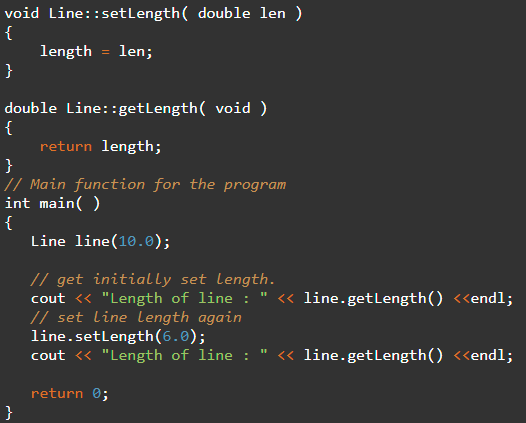 void Line::setLength( double len )
{
    length = len;
}

double Line::getLength( void )
{
    return length;
}
// Main function for the program
int main( )
{
   Line line(10.0);

   // get initially set length.
   cout << "Length of line : " << line.getLength() <<endl;
   // set line length again
   line.setLength(6.0);
   cout << "Length of line : " << line.getLength() <<endl;

   return 0;
}